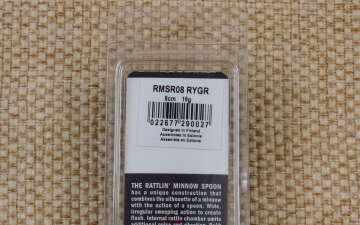 RMSR08 RYGR
8cm 16g
022677 290027
Designed in Finland
Assembled in Estonia
Assemblé en Estonie
THE RATTLIN' MINNOW SPOON
has a unique construction that
combines the silhouette of a minnow
with the action of a spoon. Wide,
irregular sweeping action to create
flash. Internal rattle chamber emits